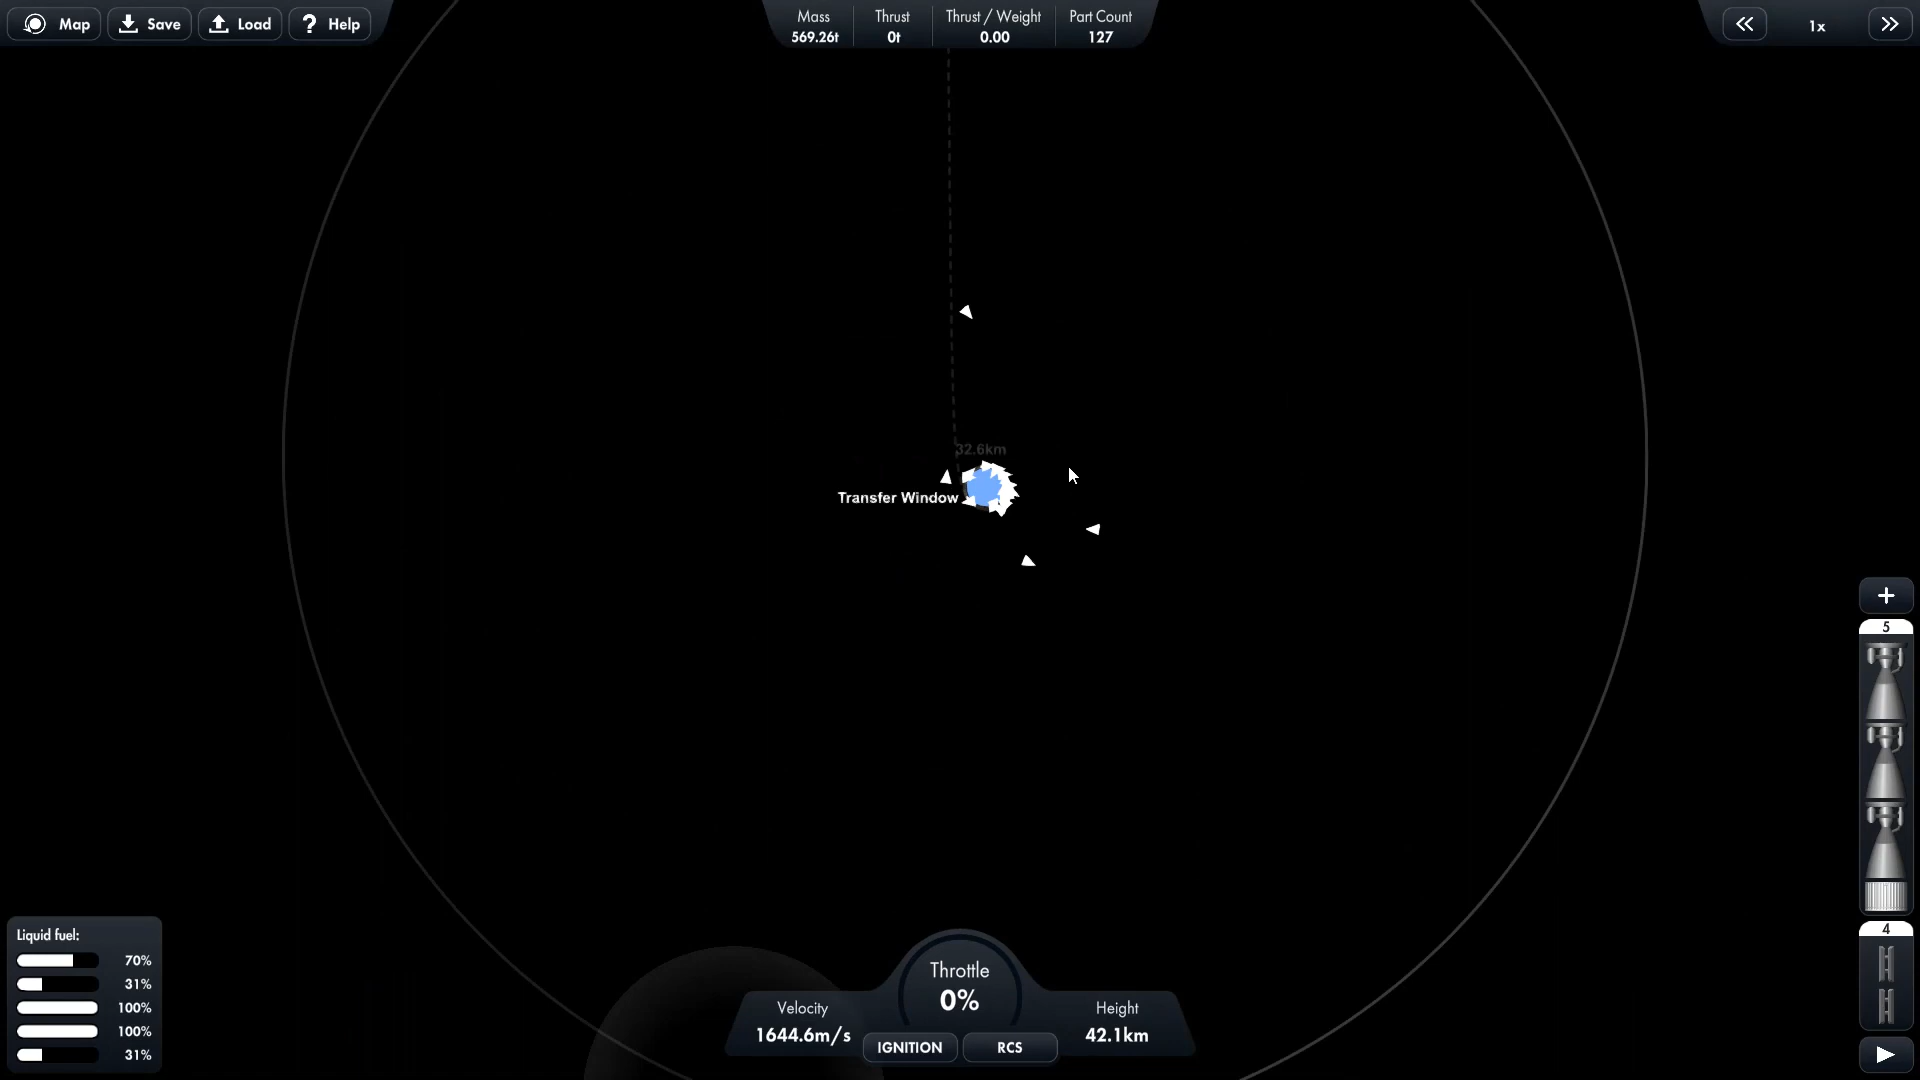 Map
Save
Load
Help
Mass
569.26t
Thrust
0t
Thrust / Weight
0.00
Part Count
127
1x
32.6km
Transfer Window
5
4
Liquid fuel:
70%
31%
100%
100%
31%
Throttle
0%
Velocity
1644.6m/s
Height
42.1km
IGNITION
RCS